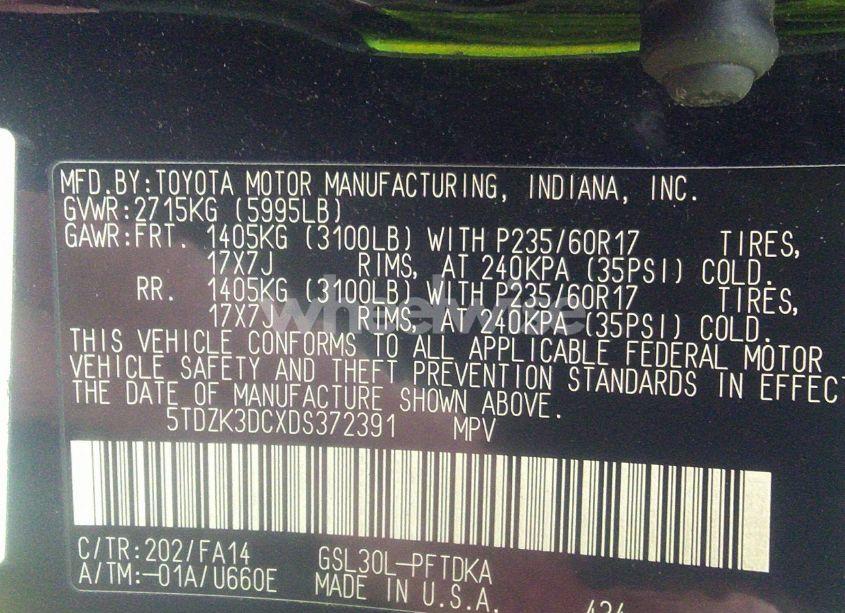 MFD.BY:TOYOTA MOTOR MANUFACTURING, INDIANA, INC.
GVWR:2715KG (5995LB)
GAWR:FRT. 1405KG (3100LB) WITH P235/60R17 TIRES,
17X7J RIMS, AT 240KPA (35PSI) COLD.
RR. 1405KG (3100LB) WITH P235/60R17 TIRES,
17X7J RIMS, AT 240KPA (35PSI) COLD.
wheelwise
THIS VEHICLE CONFORMS TO ALL APPLICABLE FEDERAL MOTOR
VEHICLE SAFETY AND THEFT PREVENTION STANDARDS IN EFFECT
THE DATE OF MANUFACTURE SHOWN ABOVE.
5TDZK3DCXDS372391 MPV
C/TR:202/FA14 GSL30L-PFTDKA
A/TM:-01A/U660E MADE IN U.S.A.